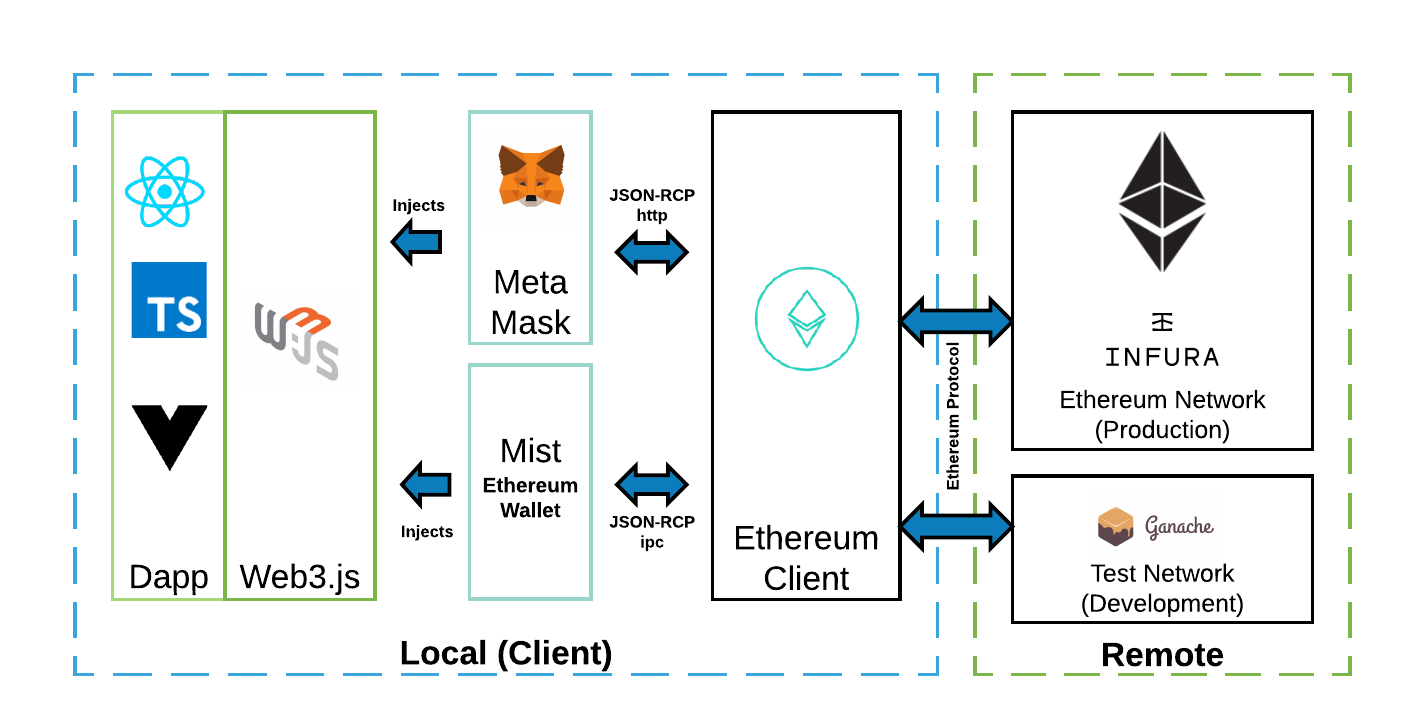 TS
Dapp
W3JS
Web3.js
Injects
Injects
Meta
Mask
Mist
Ethereum
Wallet
JSON-RCP
http
JSON-RCP
ipc
Ethereum
Client
Local (Client)
Ethereum Protocol
INFURA
Ethereum Network
(Production)
Ganache
Test Network
(Development)
Remote